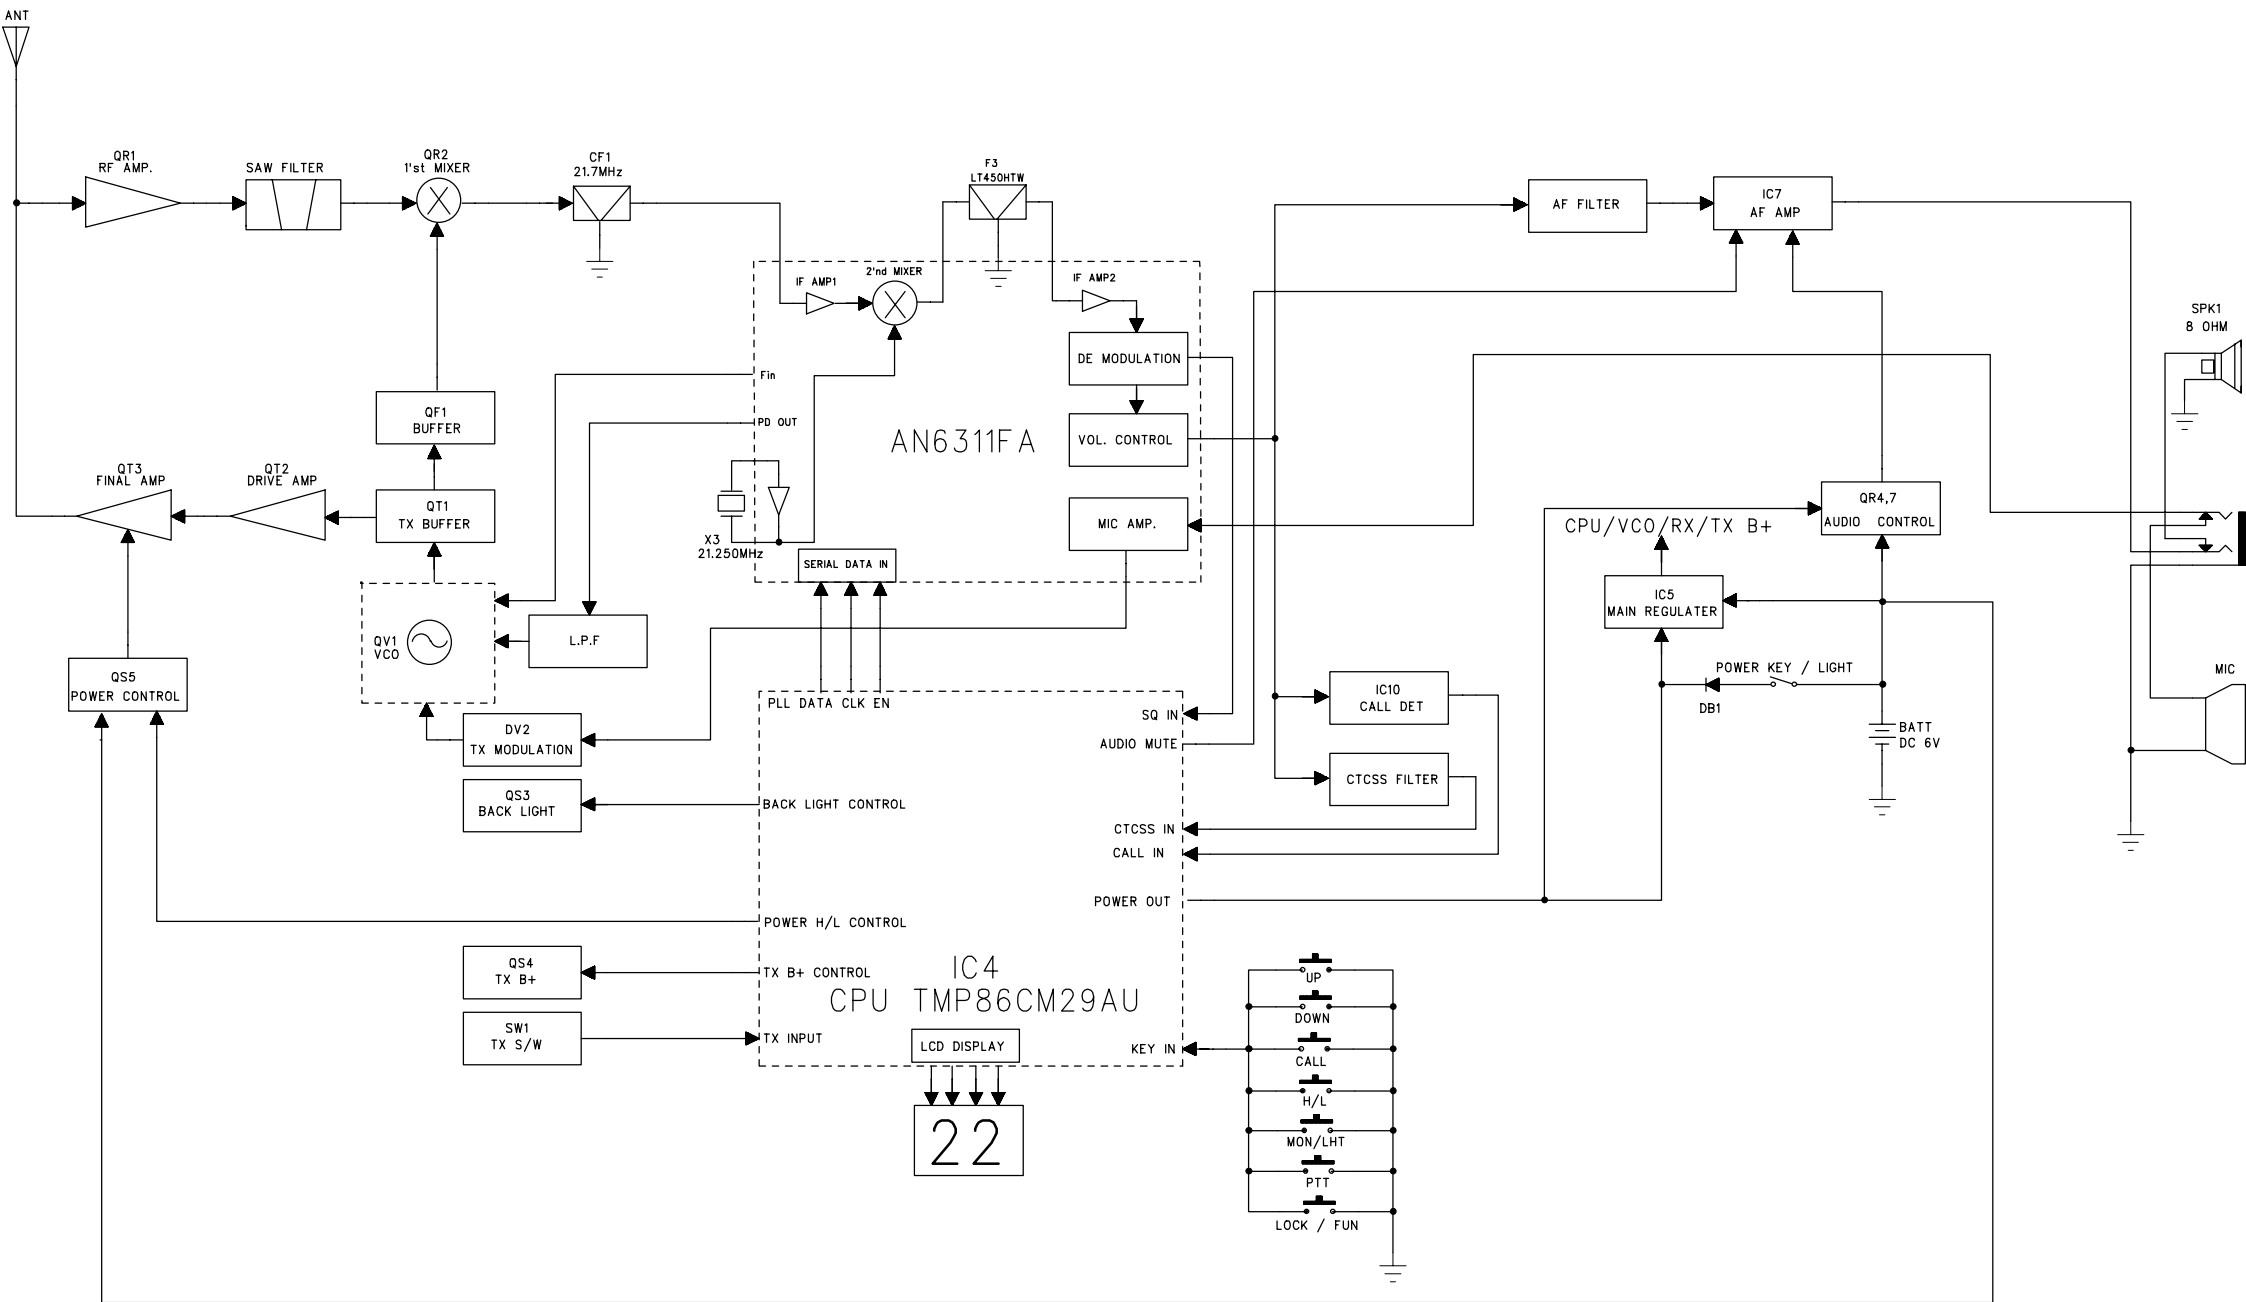 ANT
QR1
RF AMP.
SAW FILTER
QR2
1'st MIXER
CF1
21.7MHz
F3
LT450HTW
AF FILTER
IC7
AF AMP
IF AMP1
2'nd MIXER
IF AMP2
SPK1
8 OHM
DE MODULATION
Fin
QF1
BUFFER
PD OUT
AN6311FA
VOL. CONTROL
QT3
FINAL AMP
QT2
DRIVE AMP
QT1
TX BUFFER
X3
21.250MHz
MIC AMP.
CPU/VCO/RX/TX B+
QR4,7
AUDIO CONTROL
SERIAL DATA IN
IC5
MAIN REGULATER
QV1
VCO
L.P.F
QS5
POWER CONTROL
POWER KEY / LIGHT
MIC
DB1
BATT
DC 6V
PLL DATA CLK EN
SQ IN
IC10
CALL DET
DV2
TX MODULATION
AUDIO MUTE
CTCSS FILTER
QS3
BACK LIGHT
BACK LIGHT CONTROL
CTCSS IN
CALL IN
POWER OUT
POWER H/L CONTROL
QS4
TX B+
TX B+ CONTROL
IC4
CPU TMP86CM29AU
SW1
TX S/W
TX INPUT
LCD DISPLAY
KEY IN
22
UP
DOWN
CALL
H/L
MON/LHT
PTT
LOCK / FUN